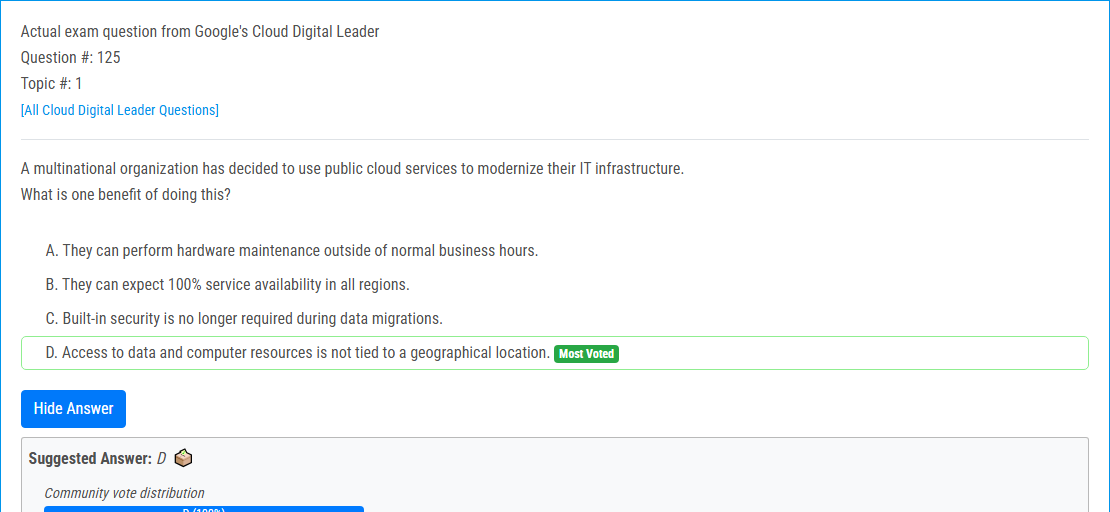 Actual exam question from Google's Cloud Digital Leader
Question #: 125
Topic #: 1
[All Cloud Digital Leader Questions]
A multinational organization has decided to use public cloud services to modernize their IT infrastructure.
What is one benefit of doing this?
A. They can perform hardware maintenance outside of normal business hours.
B. They can expect 100% service availability in all regions.
C. Built-in security is no longer required during data migrations.
D. Access to data and computer resources is not tied to a geographical location. Most Voted
Hide Answer
Suggested Answer: D
Community vote distribution
D (100%)